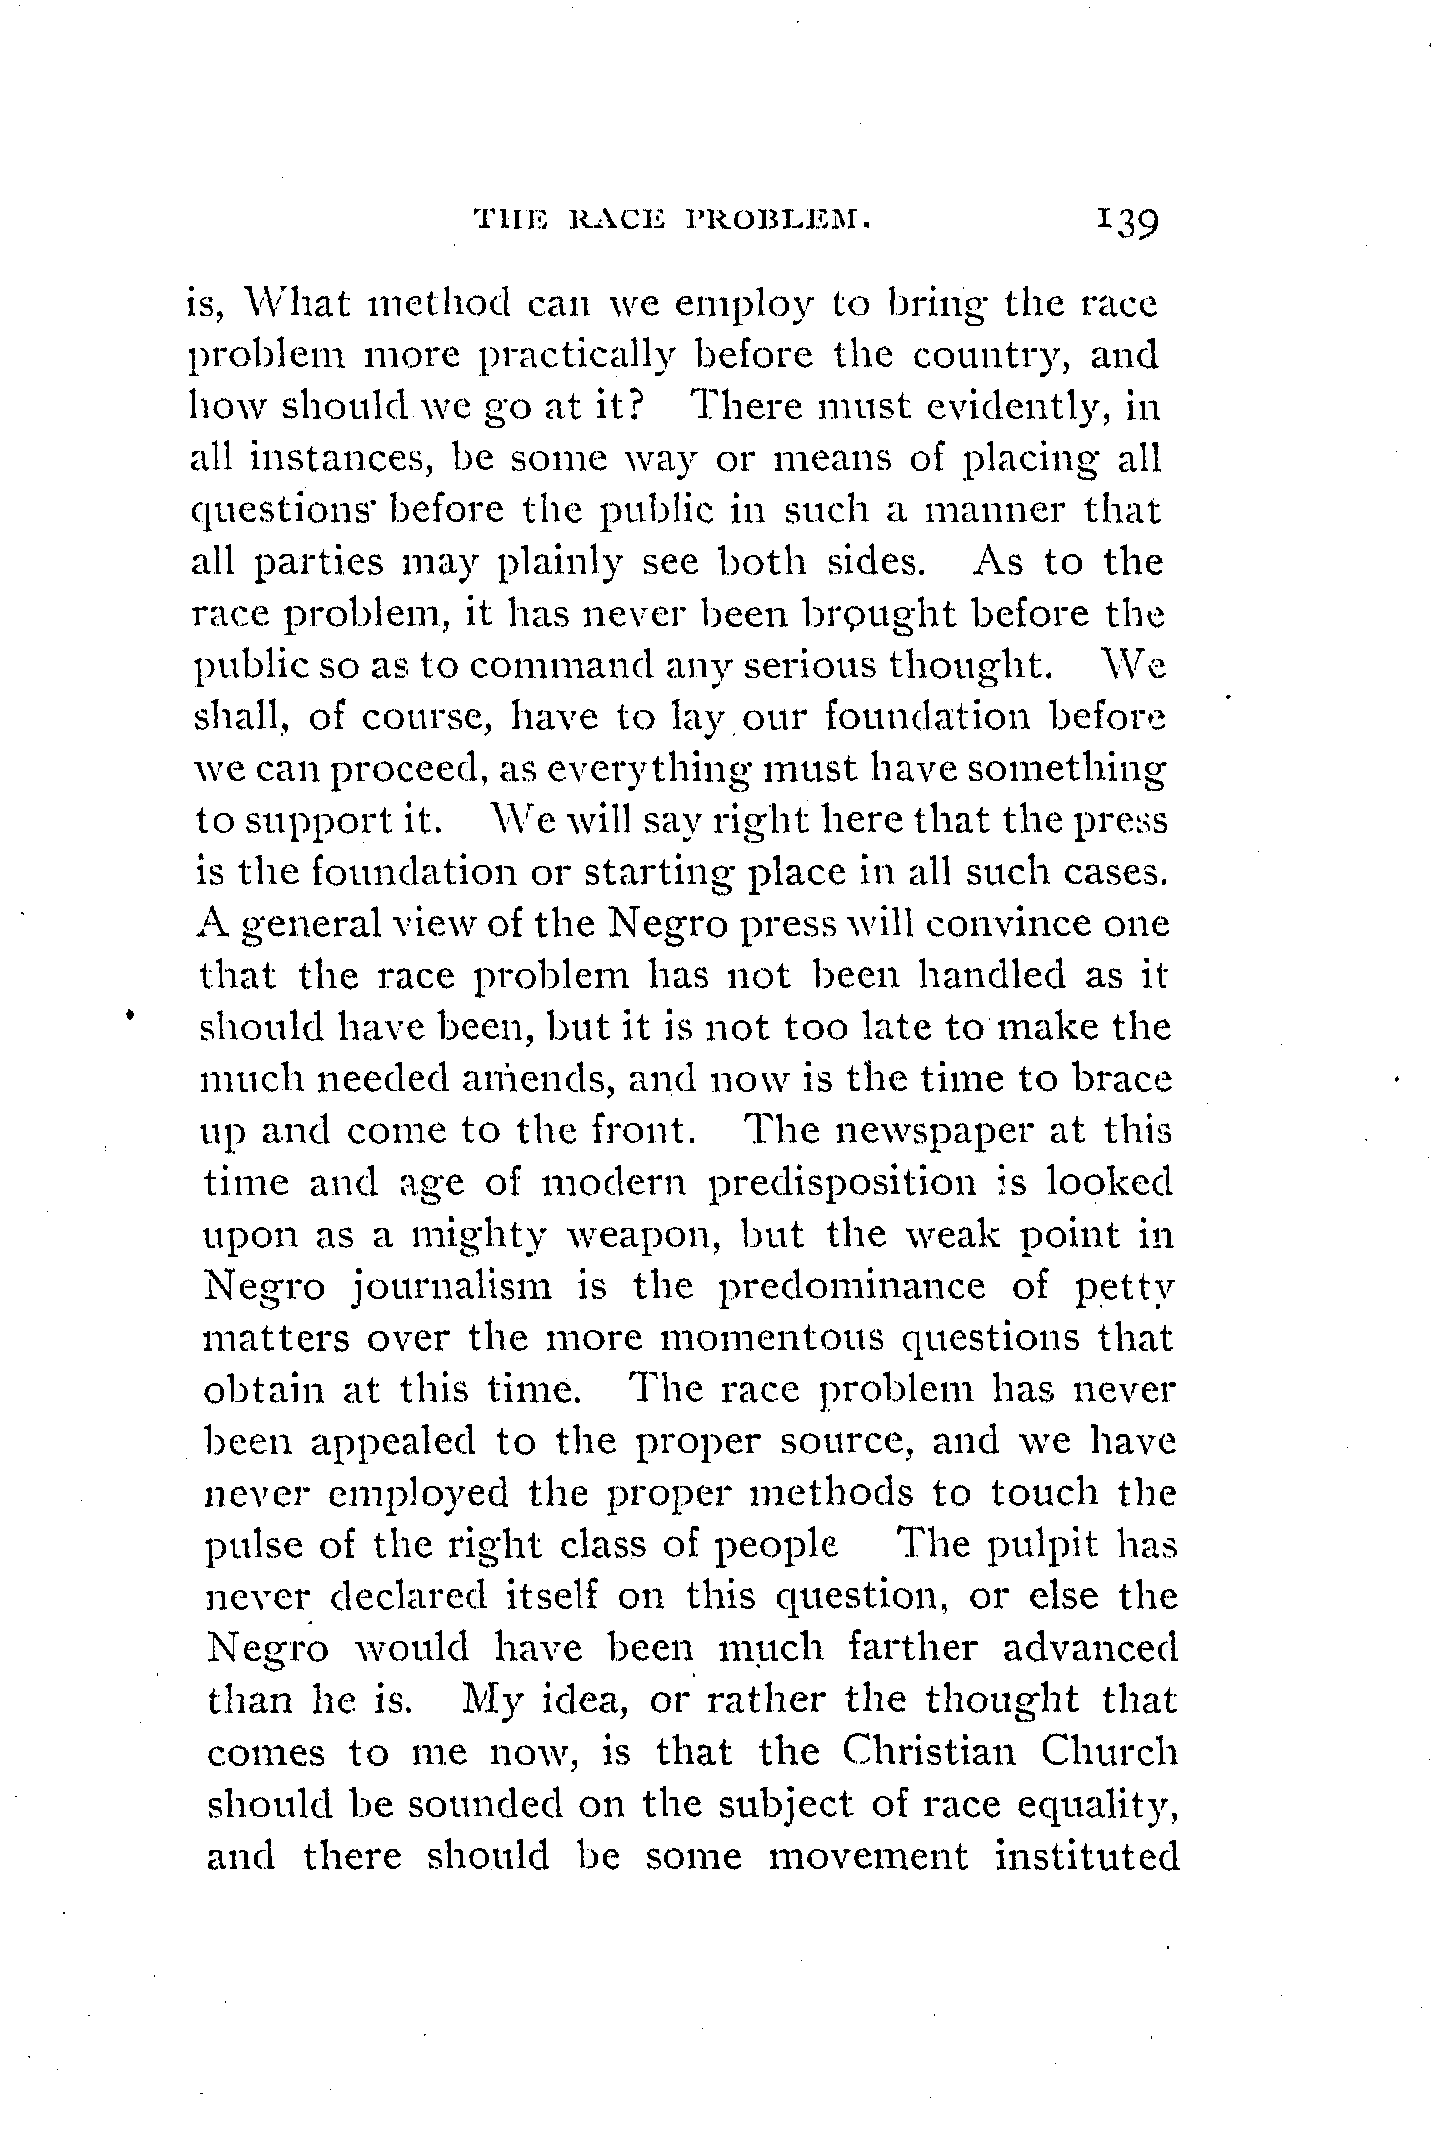 THE RACE PROBLEM. 139
is, What method can we employ to bring the race
problem more practically before the country, and
how should we go at it? There must evidently, in
all instances, be some way or means of placing all
questions before the public in such a manner that
all parties may plainly see both sides. As to the
race problem, it has never been brought before the
public so as to command any serious thought. We
shall, of course, have to lay our foundation before
we can proceed, as everything must have something
to support it. We will say right here that the press
is the foundation or starting place in all such cases.
A general view of the Negro press will convince one
that the race problem has not been handled as it
should have been, but it is not too late to make the
much needed amends, and now is the time to brace
up and come to the front. The newspaper at this
time and age of modern predisposition is looked
upon as a mighty weapon, but the weak point in
Negro journalism is the predominance of petty
matters over the more momentous questions that
obtain at this time. The race problem has never
been appealed to the proper source, and we have
never employed the proper methods to touch the
pulse of the right class of people The pulpit has
never declared itself on this question, or else the
Negro would have been much farther advanced
than he is. My idea, or rather the thought that
comes to me now, is that the Christian Church
should be sounded on the subject of race equality,
and there should be some movement instituted